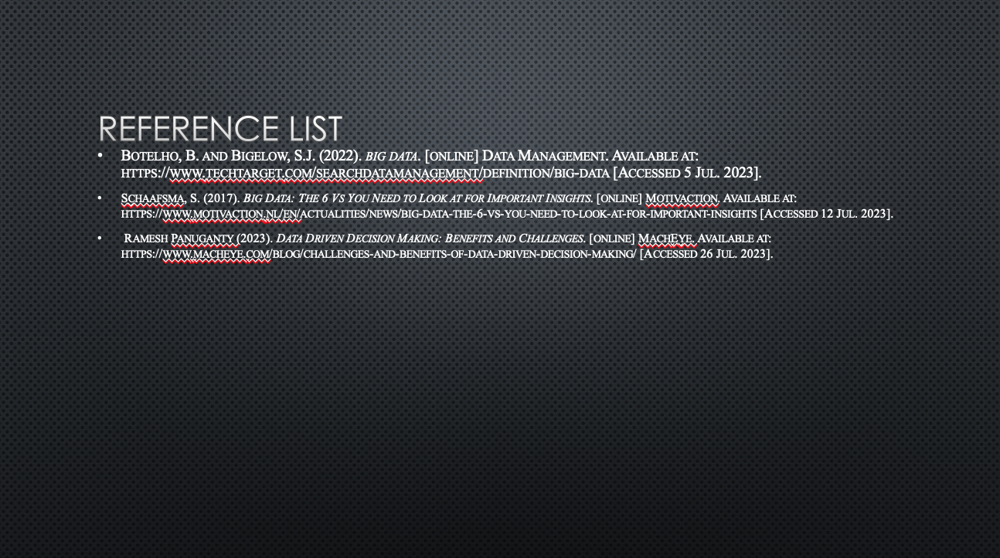 REFERENCE LIST
• BOTELHO, B. AND BIGELOW, S.J. (2022). BIG DATA. [ONLINE] DATA MANAGEMENT. AVAILABLE AT:
HTTPS://WWW.TECHTARGET.COM/SEARCHDATAMANAGEMENT/DEFINITION/BIG-DATA [ACCESSED 5 JUL. 2023].
• SCHAAFSMA, S. (2017). BIG DATA: THE 6 VS YOU NEED TO LOOK AT FOR IMPORTANT INSIGHTS. [ONLINE] MOTIVACTION. AVAILABLE AT:
HTTPS://WWW.MOTIVACTION.NL/EN/ACTUALITIES/NEWS/BIG-DATA-THE-6-VS-YOU-NEED-TO-LOOK-AT-FOR-IMPORTANT-INSIGHTS [ACCESSED 12 JUL. 2023].
• RAMESH PANUGANTY (2023). DATA DRIVEN DECISION MAKING: BENEFITS AND CHALLENGES. [ONLINE] MACHEYE. AVAILABLE AT:
HTTPS://WWW.MACHEYE.COM/BLOG/CHALLENGES-AND-BENEFITS-OF-DATA-DRIVEN-DECISION-MAKING/ [ACCESSED 26 JUL. 2023].